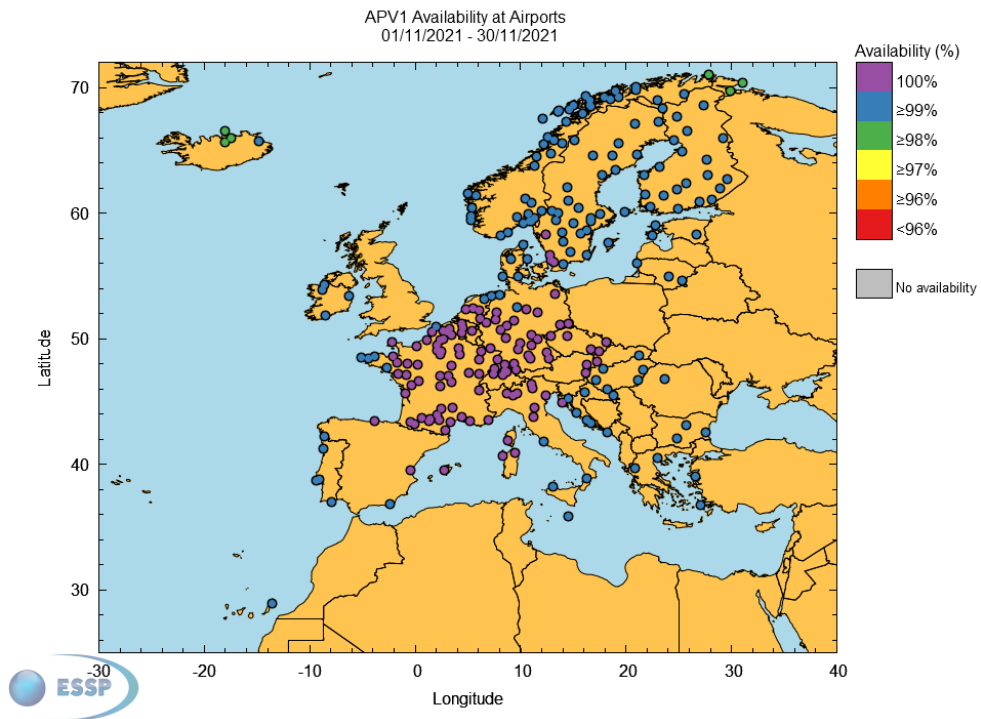 APV1 Availability at Airports
01/11/2021 - 30/11/2021
Availability (%)
100%
≥99%
≥98%
≥97%
≥96%
<96%
No availability
Latitude
70
60
50
40
30
-30
-20
-10
0
10
20
30
40
Longitude
ESSP